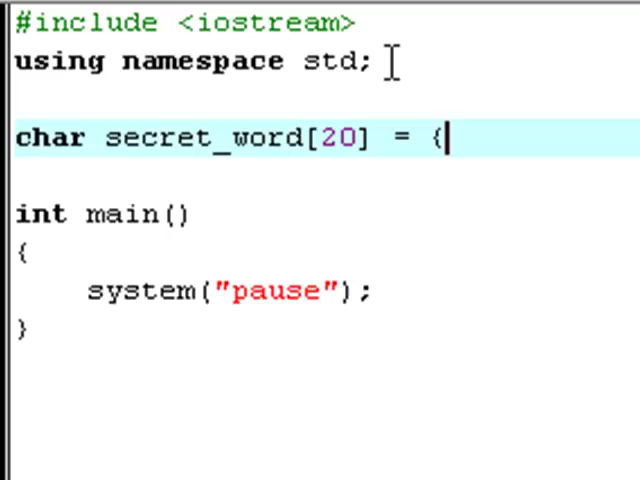 #include <iostream>
using namespace std;
char secret_word[20] = {
int main()
{
system("pause");
}